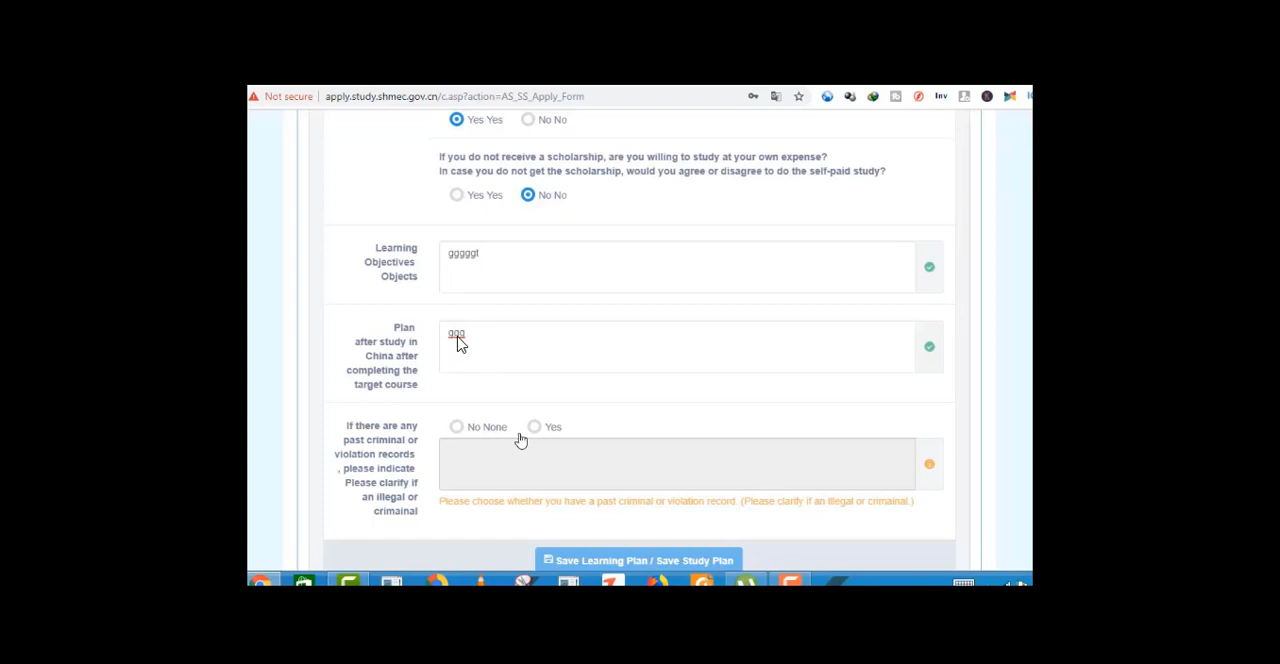 Not secure | apply.study.shmec.gov.cn/c.asp?action=AS_SS_Apply_Form
Inv
Yes Yes No No
If you do not receive a scholarship, are you willing to study at your own expense?
In case you do not get the scholarship, would you agree or disagree to do the self-paid study?
Yes Yes No No
Learning
Objectives
Objects
gggggt
Plan
after study in
China after
completing the
target course
ggg
If there are any
past criminal or
violation records
, please indicate
Please clarify if
an illegal or
crimainal
No None Yes
Please choose whether you have a past criminal or violation record. (Please clarify if an illegal or crimainal.)
Save Learning Plan / Save Study Plan